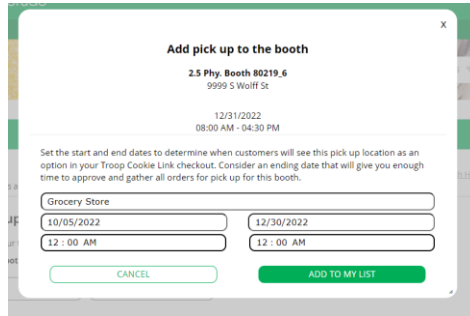 x
Add pick up to the booth
2.5 Phy. Booth 80219_6
9999 S Wolff St
12/31/2022
08:00 AM - 04:30 PM
Set the start and end dates to determine when customers will see this pick up location as an
option in your Troop Cookie Link checkout. Consider an ending date that will give you enough
time to approve and gather all orders for pick up for this booth.
Grocery Store
10/05/2022 12/30/2022
12 : 00 AM 12 : 00 AM
CANCEL ADD TO MY LIST